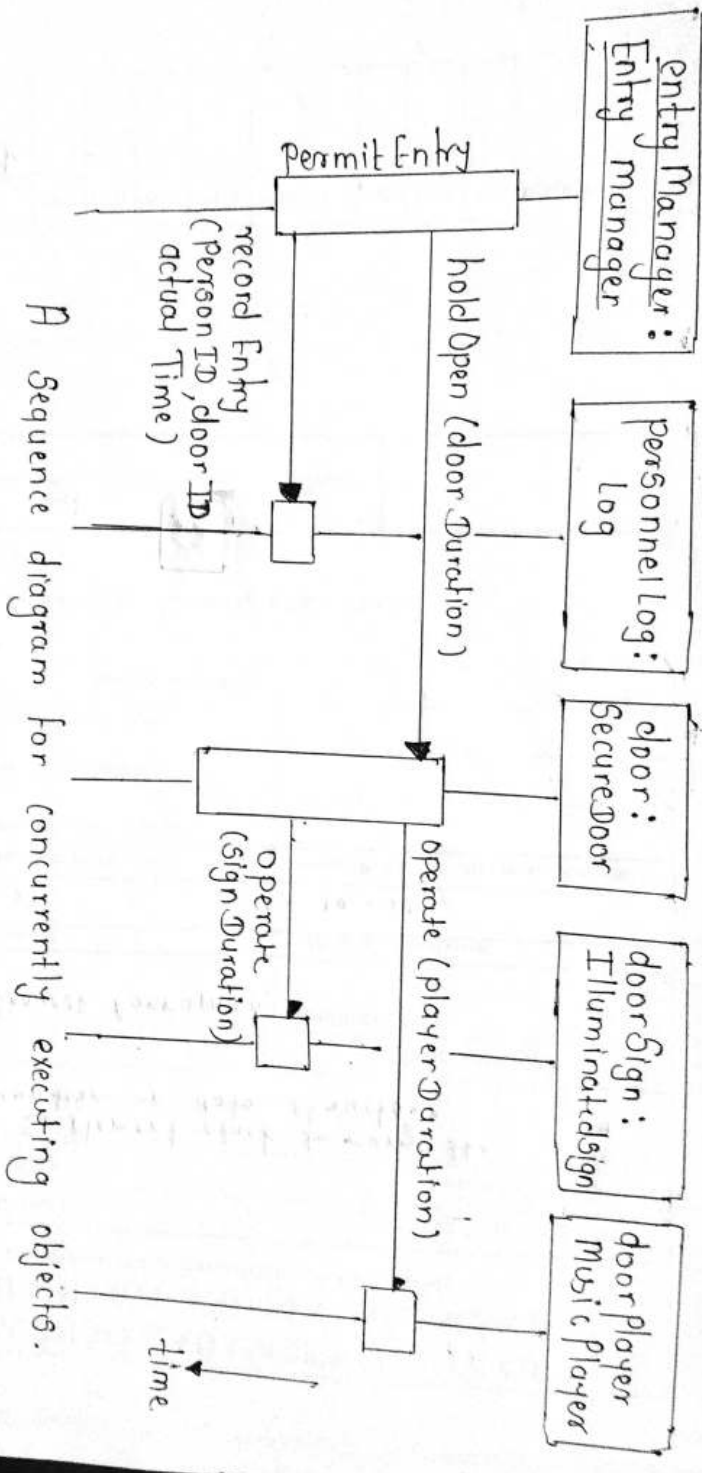 entry Manager:
Entry Manager
personnelLog:
Log
door:
SecureDoor
doorSign:
IlluminatedSign
doorplayer
Music player
Permit Entry
holdOpen (door Duration)
operate (player Duration)
record Entry
(person ID, door ID
actual Time)
operate
(sign Duration)
time
A Sequence diagram for concurrently executing objects.